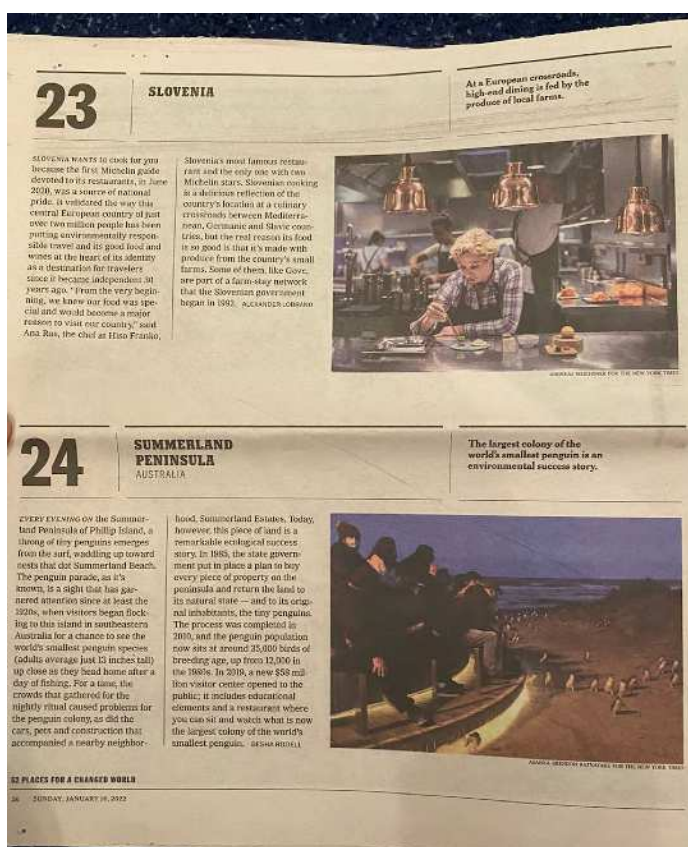 23
SLOVENIA
At a European crossroads,
high-end dining is fed by the
produce of local farms.
SLOVENIA WANTS to cook for you
because the first Michelin guide
devoted to its restaurants, in June
2020, was a source of national
pride. It validated the way this
central European country of just
over two million people has been
putting environmentally respon-
sible travel and its good food and
wines at the heart of its identity
as a destination for travelers
since it became independent 30
years ago. "From the very begin-
ning, we knew our food was spe-
cial and would become a major
reason to visit our country," said
Ana Ros, the chef at Hisa Franko,
Slovenia's most famous restau-
rant and the only one with two
Michelin stars. Slovenian cooking
is a delicious reflection of the
country's location at a culinary
crossroads between Mediterra-
nean, Germanic and Slavic coun-
tries, but the real reason its food
is so good is that it's made with
produce from the country's small
farms. Some of them, like
are part of a farm-stay network
that the Slovenian government
began in 1992. ALEXANDER LOBRANO
FOR THE NEW YORK TIMES
24
SUMMERLAND
PENINSULA
AUSTRALIA
The largest colony of the
world's smallest penguin is an
environmental success story.
EVERY EVENING ON the Summer-
land Peninsula of Phillip Island, a
throng of tiny penguins emerges
from the surf, waddling up toward
nests that dot Summerland Beach.
The penguin parade, as it's
known, is a sight that has gar-
nered attention since at least the
1920s, when visitors began flock-
ing to this island in southeastern
Australia for a chance to see the
world's smallest penguin species
(adults average just 13 inches tall)
up close as they head home after a
day of fishing. For a time, the
crowds that gathered for the
nightly ritual caused problems for
the penguin colony, as did the
cars, pets and construction that
accompanied a nearby neighbor-
hood, Summerland Estates. Today,
however, this piece of land is a
remarkable ecological success
story. In 1985, the state govern-
ment put in place a plan to buy
every piece of property on the
peninsula and return the land to
its natural state — and to its origi-
nal inhabitants, the tiny penguins.
The process was completed in
2010, and the penguin population
now sits at around 35,000 birds of
breeding age, up from 12,000 in
the 1980s. In 2019, a new $58 mil-
lion visitor center opened to the
public; it includes educational
elements and a restaurant where
you can sit and watch what is now
the largest colony of the world's
smallest penguin. BESHA RODELL
FOR THE NEW YORK TIMES
52 PLACES FOR A CHANGED WORLD
SUNDAY, JANUARY 16, 2022